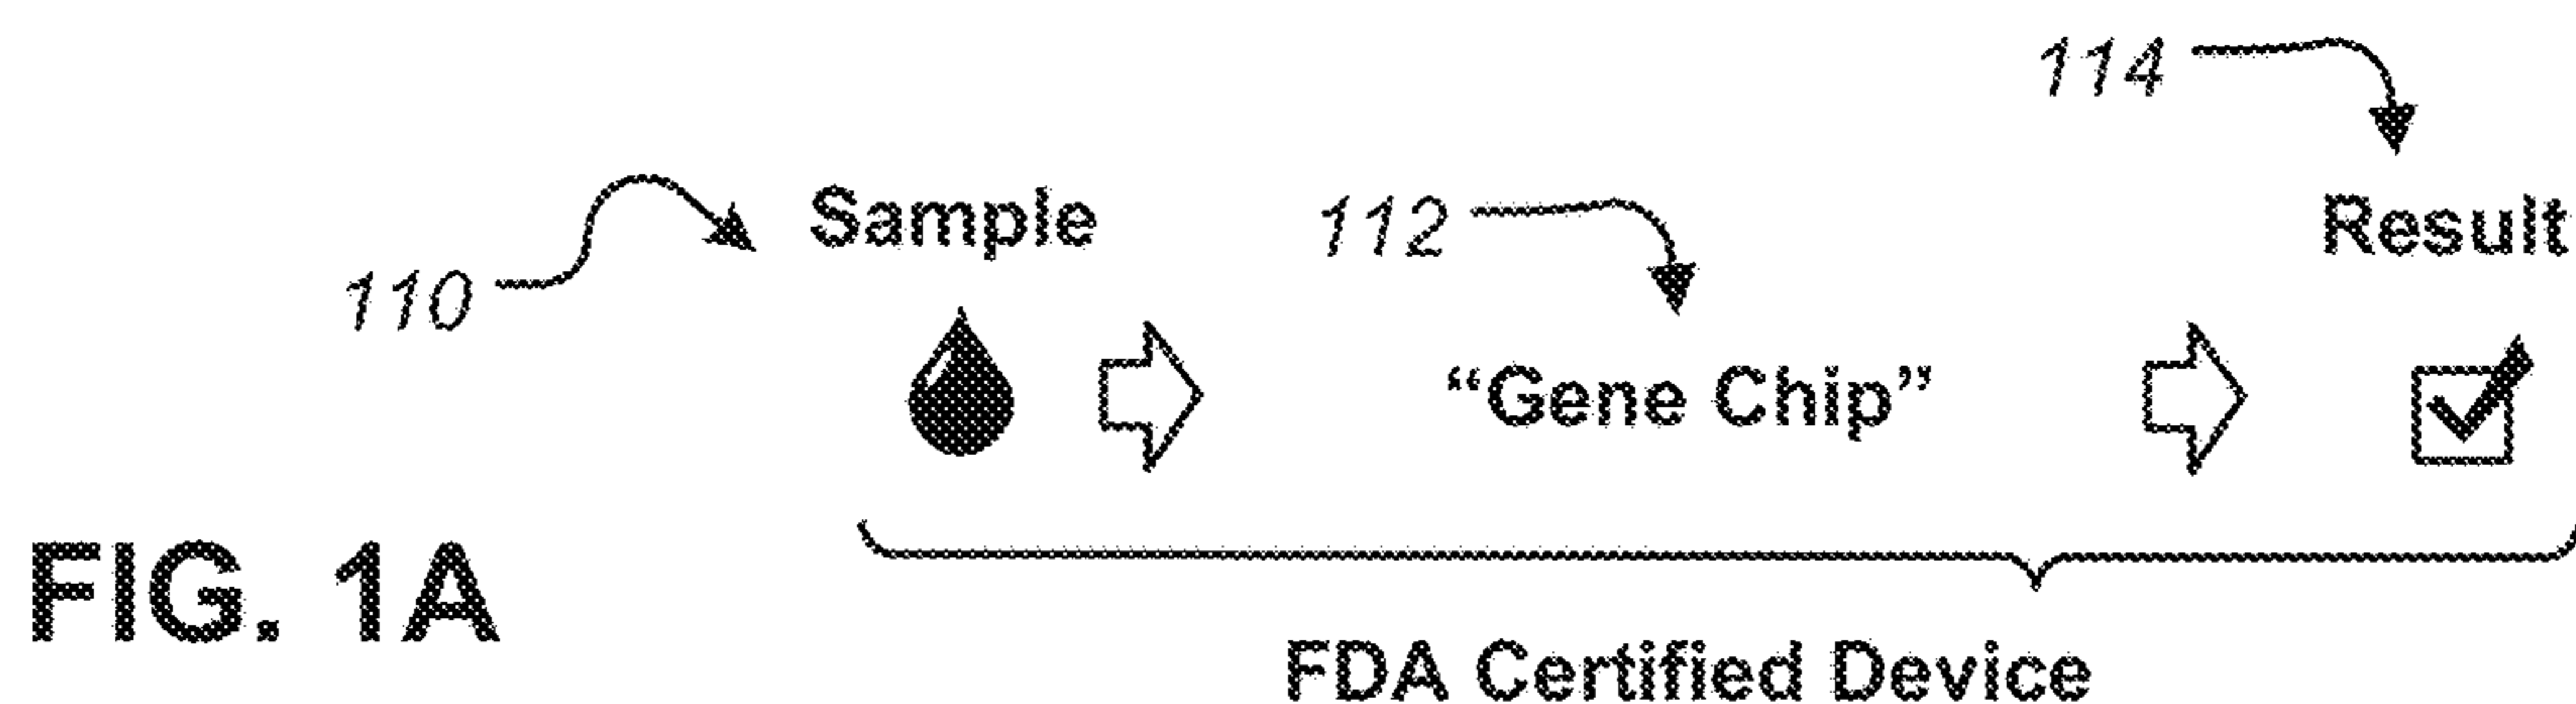 114
Sample
112
Result
110
“Gene Chip”
FIG. 1A
FDA Certified Device